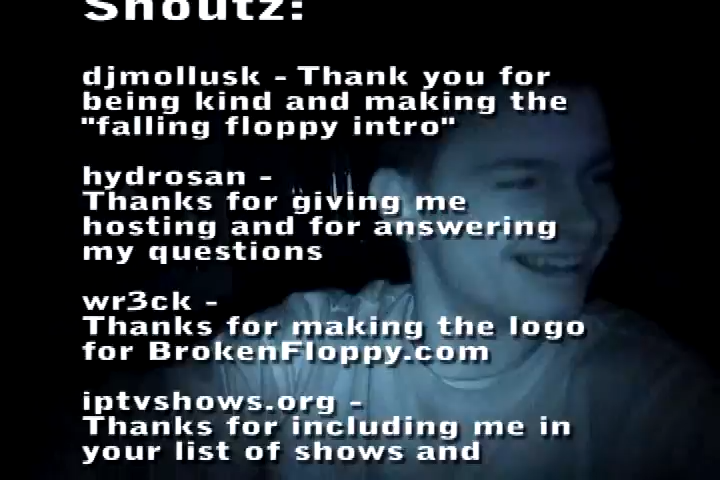 Shoutz:
djmollusk - Thank you for
being kind and making the
"falling floppy intro"
hydrosan -
Thanks for giving me
hosting and for answering
my questions
wr3ck -
Thanks for making the logo
for BrokenFloppy.com
iptvshows.org -
Thanks for including me in
your list of shows and